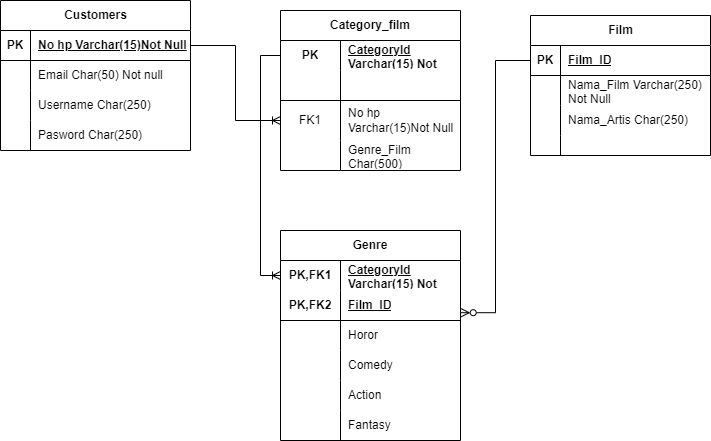 Customers
PK No hp Varchar(15)Not Null
Email Char(50) Not null
Username Char(250)
Pasword Char(250)
Category_film
PK CategoryId
Varchar(15) Not
FK1 No hp
Varchar(15)Not Null
Genre_Film
Char(500)
Film
PK Film_ID
Nama_Film Varchar(250)
Not Null
Nama_Artis Char(250)
Genre
PK,FK1 CategoryId
Varchar(15) Not
PK,FK2 Film_ID
Horor
Comedy
Action
Fantasy